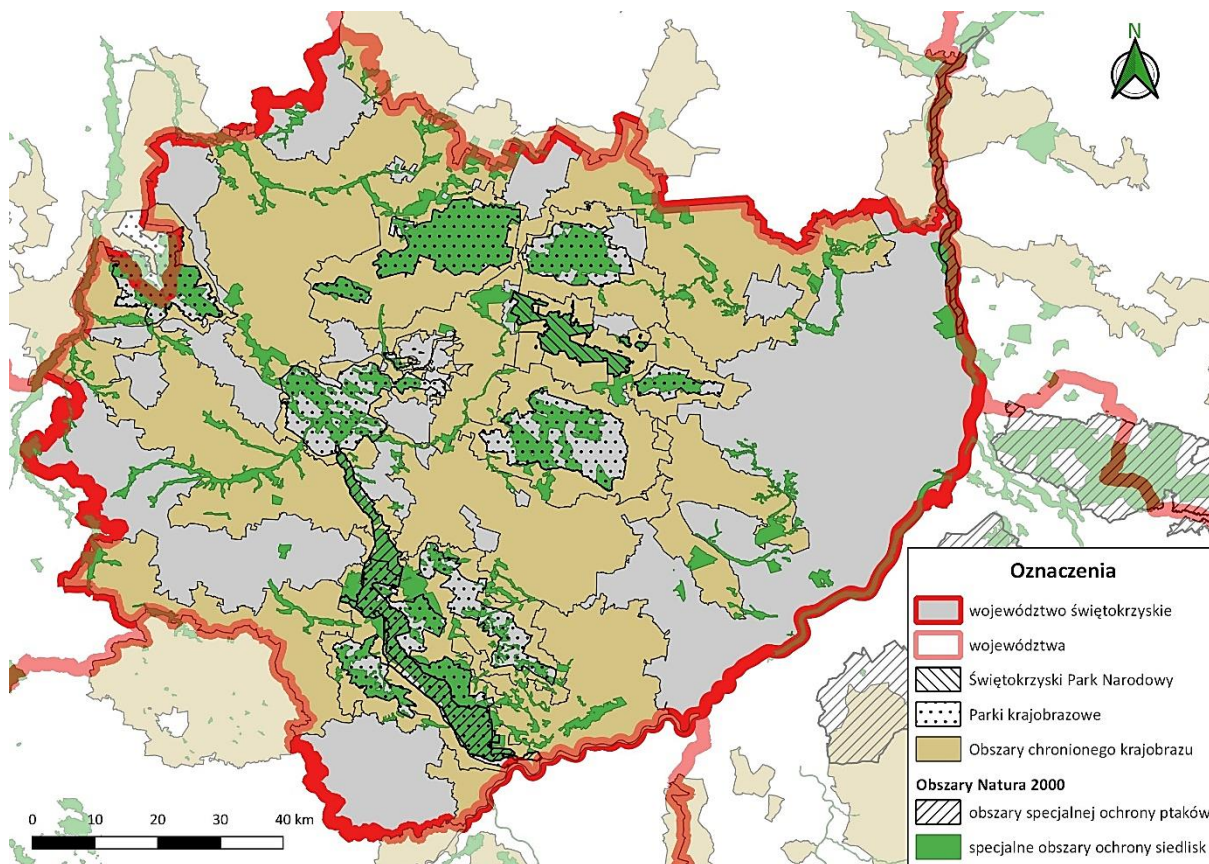 N
Oznaczenia
województwo świętokrzyskie
województwa
Świętokrzyski Park Narodowy
Parki krajobrazowe
Obszary chronionego krajobrazu
Obszary Natura 2000
obszary specjalnej ochrony ptaków
specjalne obszary ochrony siedlisk
0 10 20 30 40 km